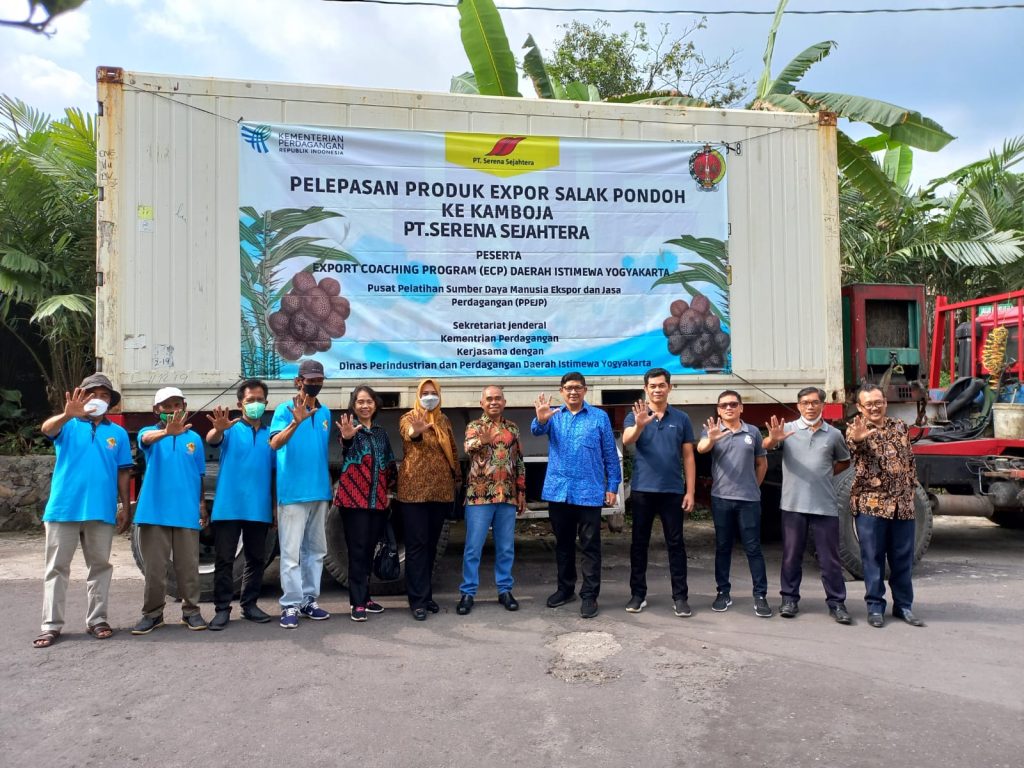 KEMENTERIAN
PERDAGANGAN
REPUBLIK INDONESIA
PT. Serena Sejahtera
PELEPASAN PRODUK EXPOR SALAK PONDOH
KE KAMBOJA
PT.SERENA SEJAHTERA
PESERTA
EXPORT COACHING PROGRAM (ECP) DAERAH ISTIMEWA YOGYAKARTA
Pusat Pelatihan Sumber Daya Manusia Ekspor dan Jasa
Perdagangan (PPEJP)
Sekretariat Jenderal
Kementrian Perdagangan
Kerjasama dengan
Dinas Perindustrian dan Perdagangan Daerah Istimewa Yogyakarta